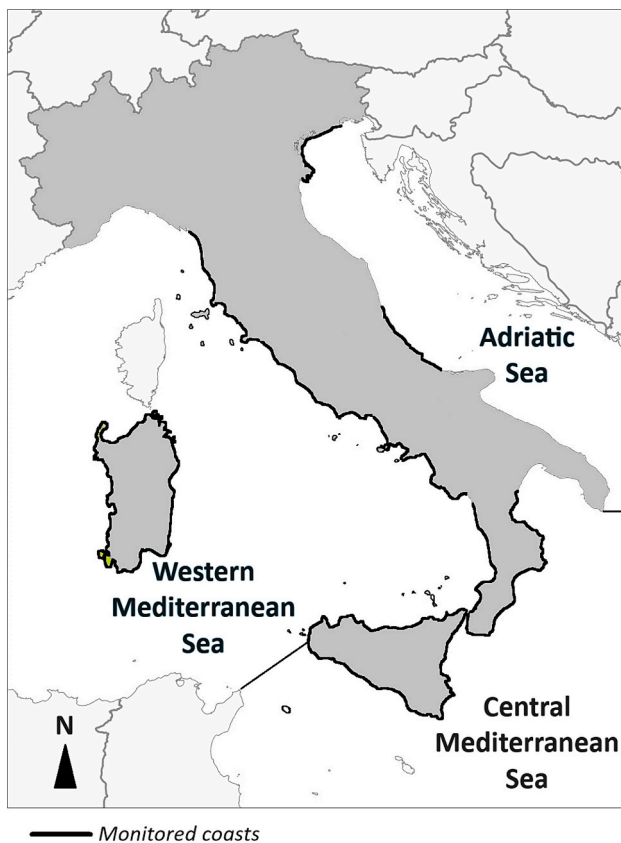 Adriatic
Sea
Western
Mediterranean
Sea
Central
Mediterranean
Sea
N
Monitored coasts